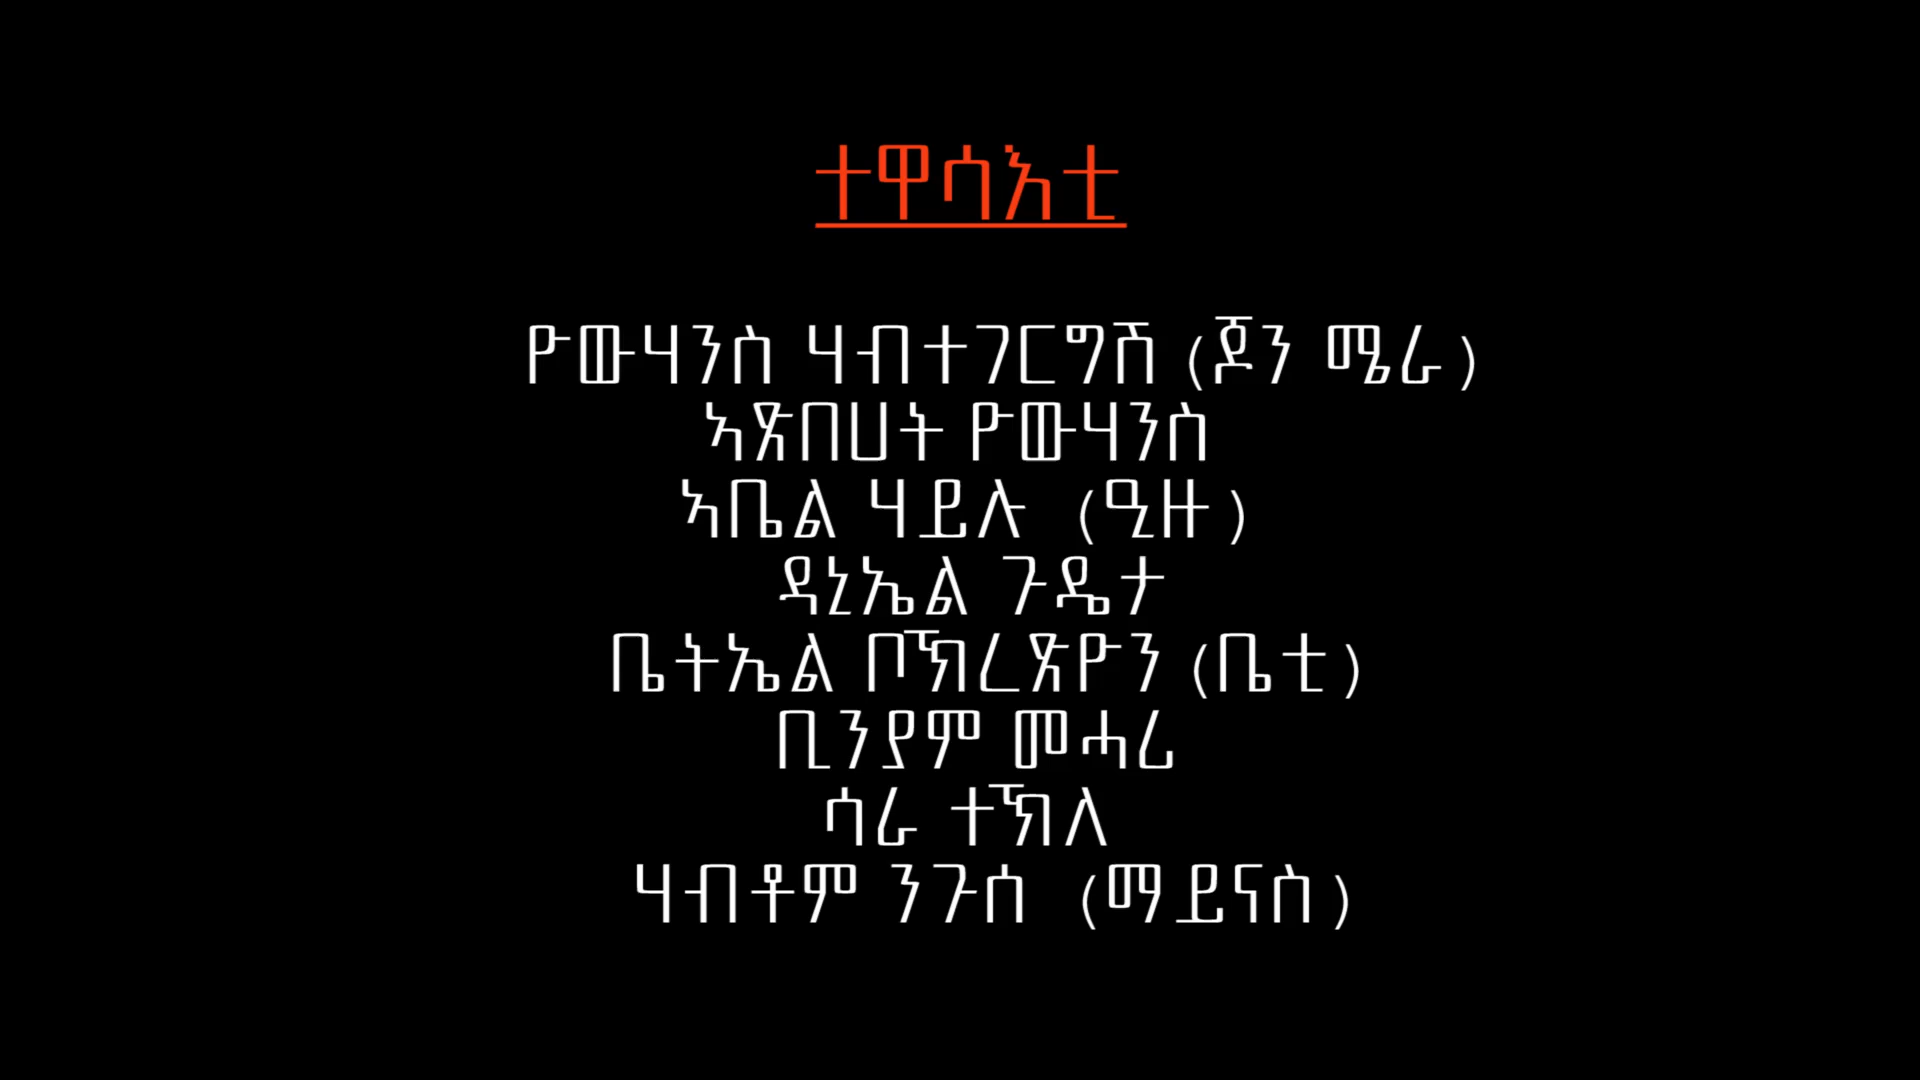 ተዋሳእቲ
ዮውሃንስ ሃብተገርግሽ (ጆን ሜራ)
ኣጽበሀት ዮውሃንስ
ኣቤል ሃይሉ (ዒዙ)
ዳኒኤል ጉዴታ
ቤትኤል ቦኽረጽዮን (ቤቲ)
ቢንያም መሓሪ
ሳራ ተኽለ
ሃብቶም ንጉሰ (ማይናስ)